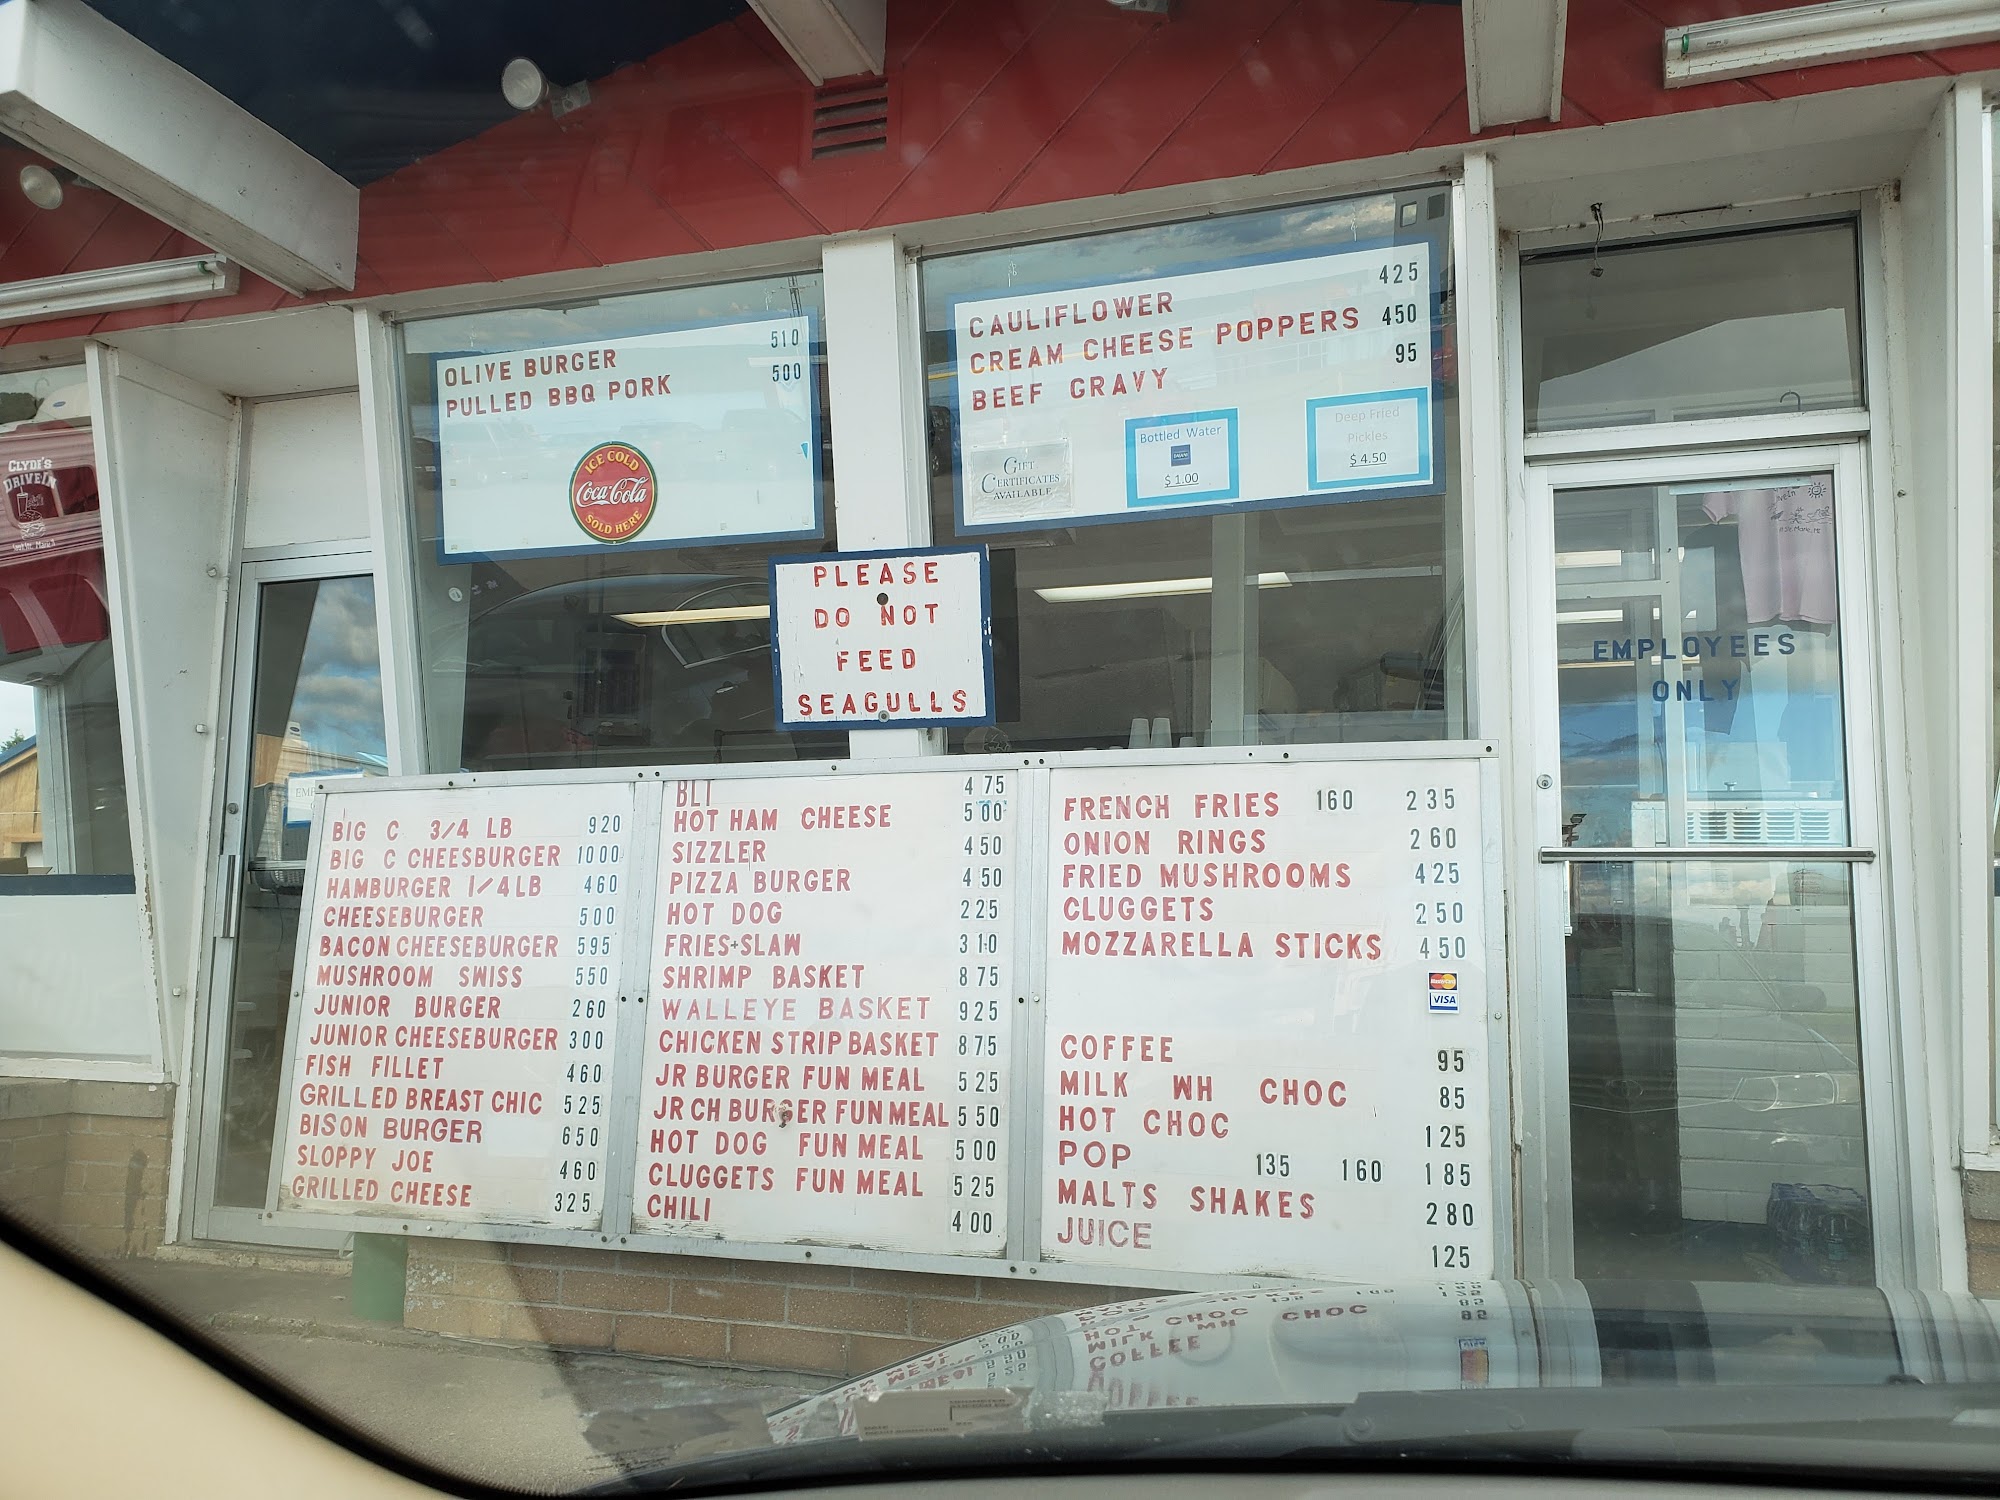 OLIVE BURGER 510
PULLED BBQ PORK 500
ICE COLD
Coca-Cola
SOLD HERE
CAULIFLOWER 425
CREAM CHEESE POPPERS 450
BEEF GRAVY 95
GIFT
CERTIFICATES
AVAILABLE
Bottled Water
$ 1.00
Deep Fried
Pickles
$ 4.50
CLYDE'S
DRIVE IN
PLEASE
DO NOT
FEED
SEAGULLS
EMPLOYEES
ONLY
BIG C 3/4 LB 920
BIG C CHEESBURGER 1000
HAMBURGER 1/4 LB 460
CHEESEBURGER 500
BACON CHEESEBURGER 595
MUSHROOM SWISS 550
JUNIOR BURGER 260
JUNIOR CHEESEBURGER 300
FISH FILLET 460
GRILLED BREAST CHIC 525
BISON BURGER 650
SLOPPY JOE 460
GRILLED CHEESE 325
BLT 475
HOT HAM CHEESE 500
SIZZLER 450
PIZZA BURGER 450
HOT DOG 225
FRIES+SLAW 310
SHRIMP BASKET 875
WALLEYE BASKET 925
CHICKEN STRIP BASKET 875
JR BURGER FUN MEAL 525
JR CH BURGER FUN MEAL 550
HOT DOG FUN MEAL 500
CLUGGETS FUN MEAL 525
CHILI 400
FRENCH FRIES 160 235
ONION RINGS 260
FRIED MUSHROOMS 425
CLUGGETS 250
MOZZARELLA STICKS 450
MasterCard
VISA
COFFEE 95
MILK WH CHOC 85
HOT CHOC 125
POP 135 160 185
MALTS SHAKES 280
JUICE 125